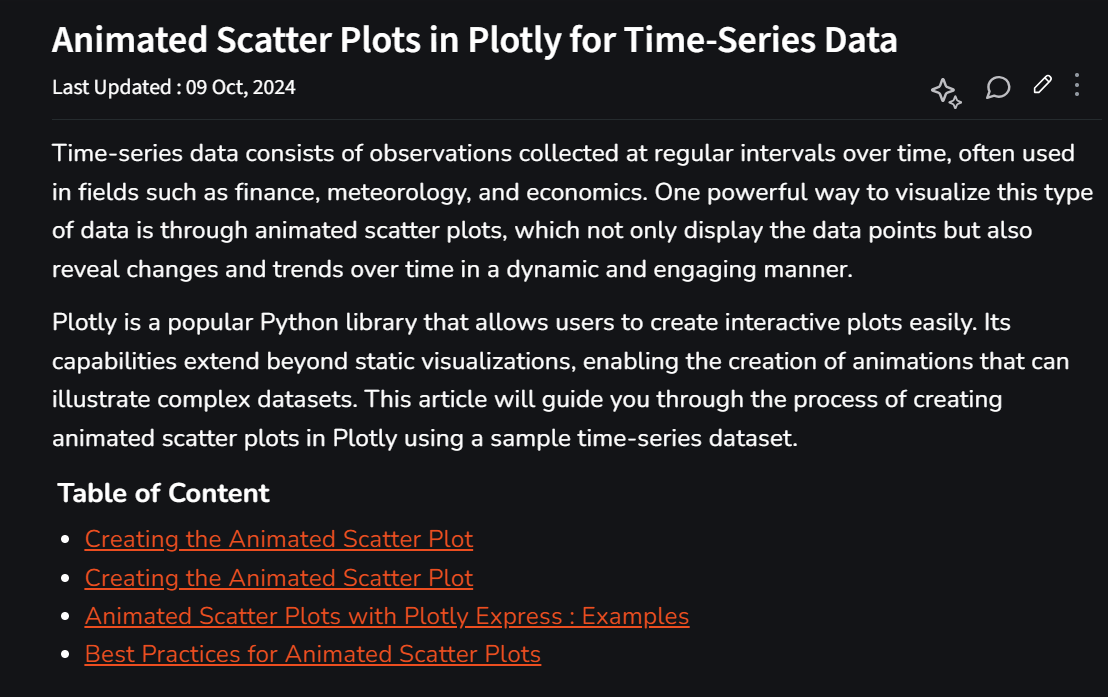 Animated Scatter Plots in Plotly for Time-Series Data
Last Updated : 09 Oct, 2024
Time-series data consists of observations collected at regular intervals over time, often used
in fields such as finance, meteorology, and economics. One powerful way to visualize this type
of data is through animated scatter plots, which not only display the data points but also
reveal changes and trends over time in a dynamic and engaging manner.
Plotly is a popular Python library that allows users to create interactive plots easily. Its
capabilities extend beyond static visualizations, enabling the creation of animations that can
illustrate complex datasets. This article will guide you through the process of creating
animated scatter plots in Plotly using a sample time-series dataset.
Table of Content
Creating the Animated Scatter Plot
Creating the Animated Scatter Plot
Animated Scatter Plots with Plotly Express : Examples
Best Practices for Animated Scatter Plots